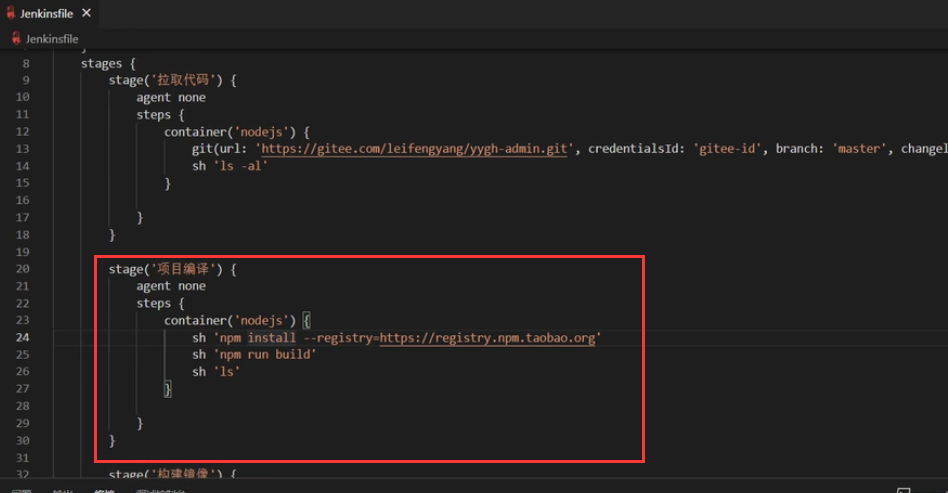 Jenkinsfile ×
Jenkinsfile
8 stages {
9 stage('拉取代码') {
10 agent none
11 steps {
12 container('nodejs') {
13 git(url: 'https://gitee.com/leifengyang/yygh-admin.git', credentialsId: 'gitee-id', branch: 'master', changel
14 sh 'ls -al'
15 }
16
17 }
18 }
19
20 stage('项目编译') {
21 agent none
22 steps {
23 container('nodejs') {
24 sh 'npm install --registry=https://registry.npm.taobao.org'
25 sh 'npm run build'
26 sh 'ls'
27 }
28
29 }
30 }
31
32 stage('构建镜像') {